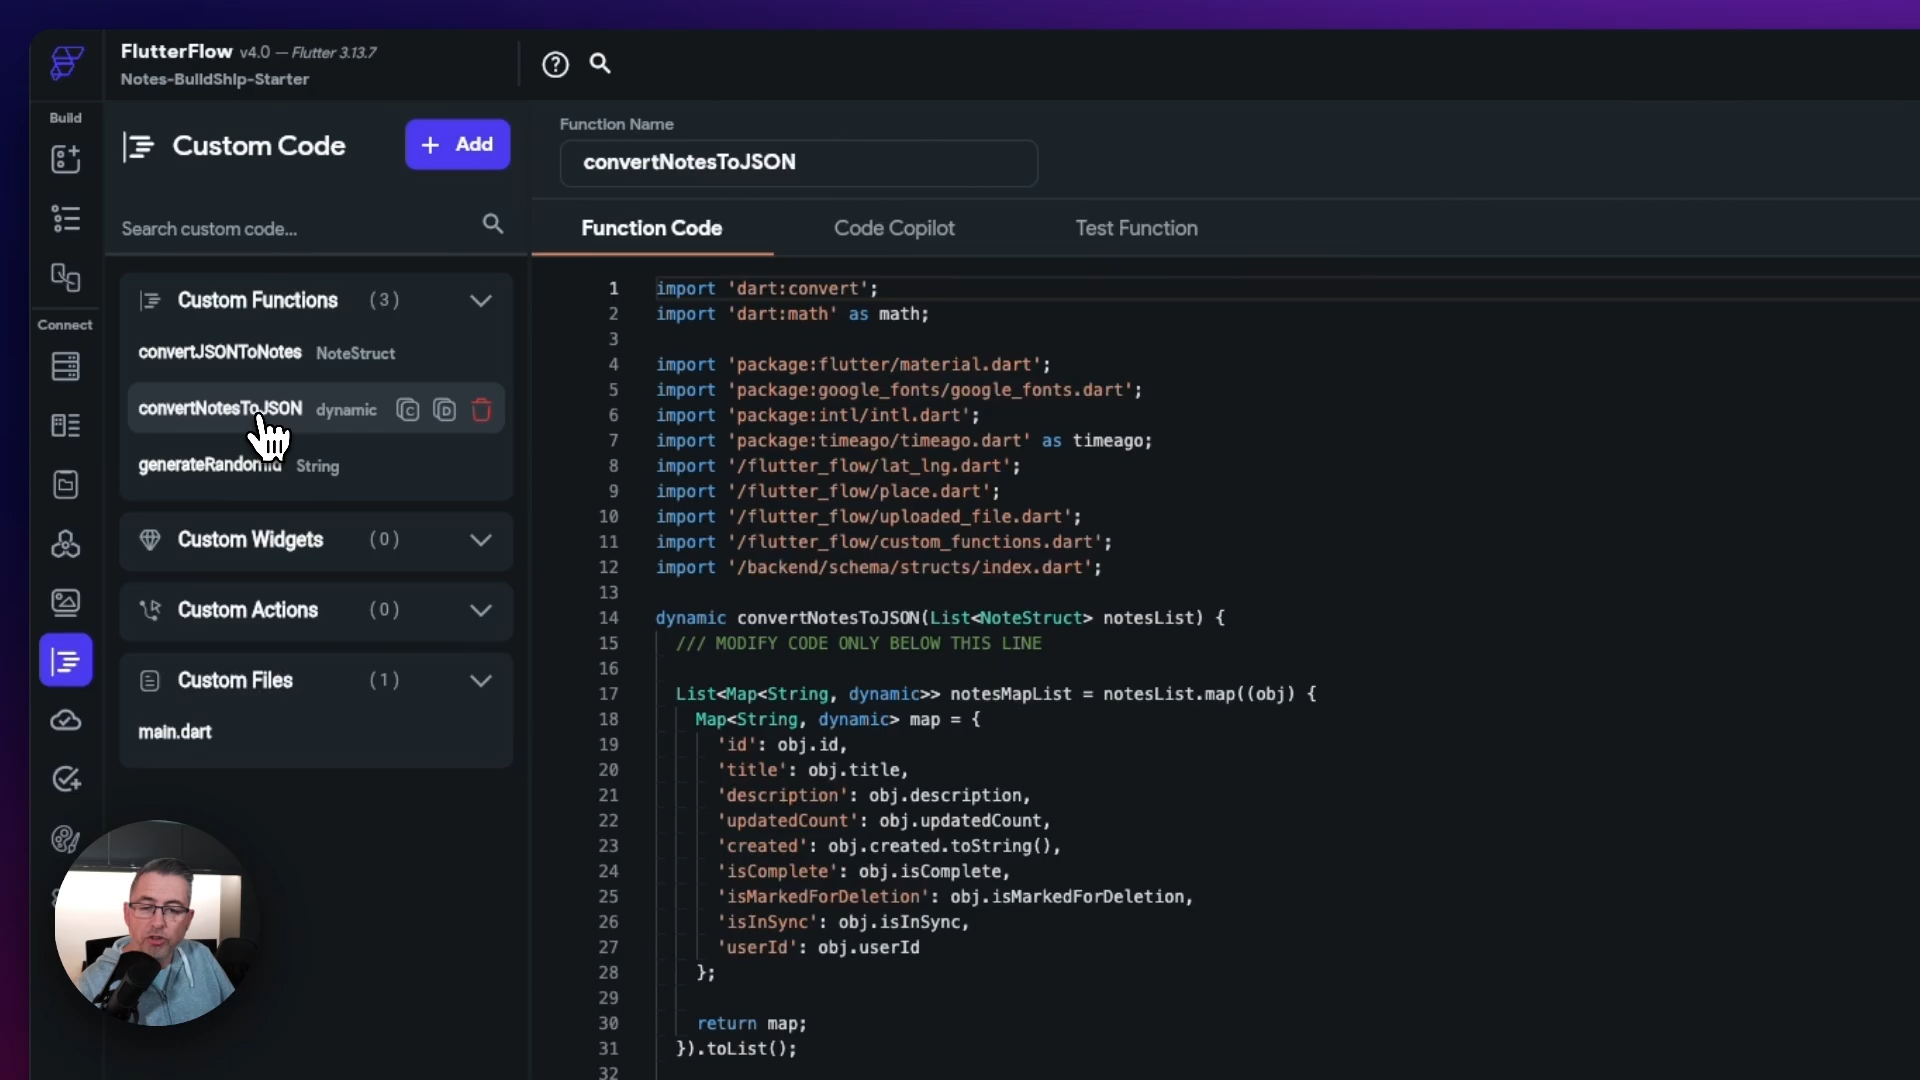 FlutterFlow v4.0 — Flutter 3.13.7
Notes-BuildShip-Starter
Build
Connect
Custom Code
+ Add
Search custom code...
Custom Functions (3)
convertJSONToNotes NoteStruct
convertNotesToJSON dynamic
generateRandomId String
Custom Widgets (0)
Custom Actions (0)
Custom Files (1)
main.dart
Function Name
convertNotesToJSON
Function Code Code Copilot Test Function
1 import 'dart:convert';
2 import 'dart:math' as math;
3
4 import 'package:flutter/material.dart';
5 import 'package:google_fonts/google_fonts.dart';
6 import 'package:intl/intl.dart';
7 import 'package:timeago/timeago.dart' as timeago;
8 import '/flutter_flow/lat_lng.dart';
9 import '/flutter_flow/place.dart';
10 import '/flutter_flow/uploaded_file.dart';
11 import '/flutter_flow/custom_functions.dart';
12 import '/backend/schema/structs/index.dart';
13
14 dynamic convertNotesToJSON(List<NoteStruct> notesList) {
15 /// MODIFY CODE ONLY BELOW THIS LINE
16
17 List<Map<String, dynamic>> notesMapList = notesList.map((obj) {
18 Map<String, dynamic> map = {
19 'id': obj.id,
20 'title': obj.title,
21 'description': obj.description,
22 'updatedCount': obj.updatedCount,
23 'created': obj.created.toString(),
24 'isComplete': obj.isComplete,
25 'isMarkedForDeletion': obj.isMarkedForDeletion,
26 'isInSync': obj.isInSync,
27 'userId': obj.userId
28 };
29
30 return map;
31 }).toList();
32